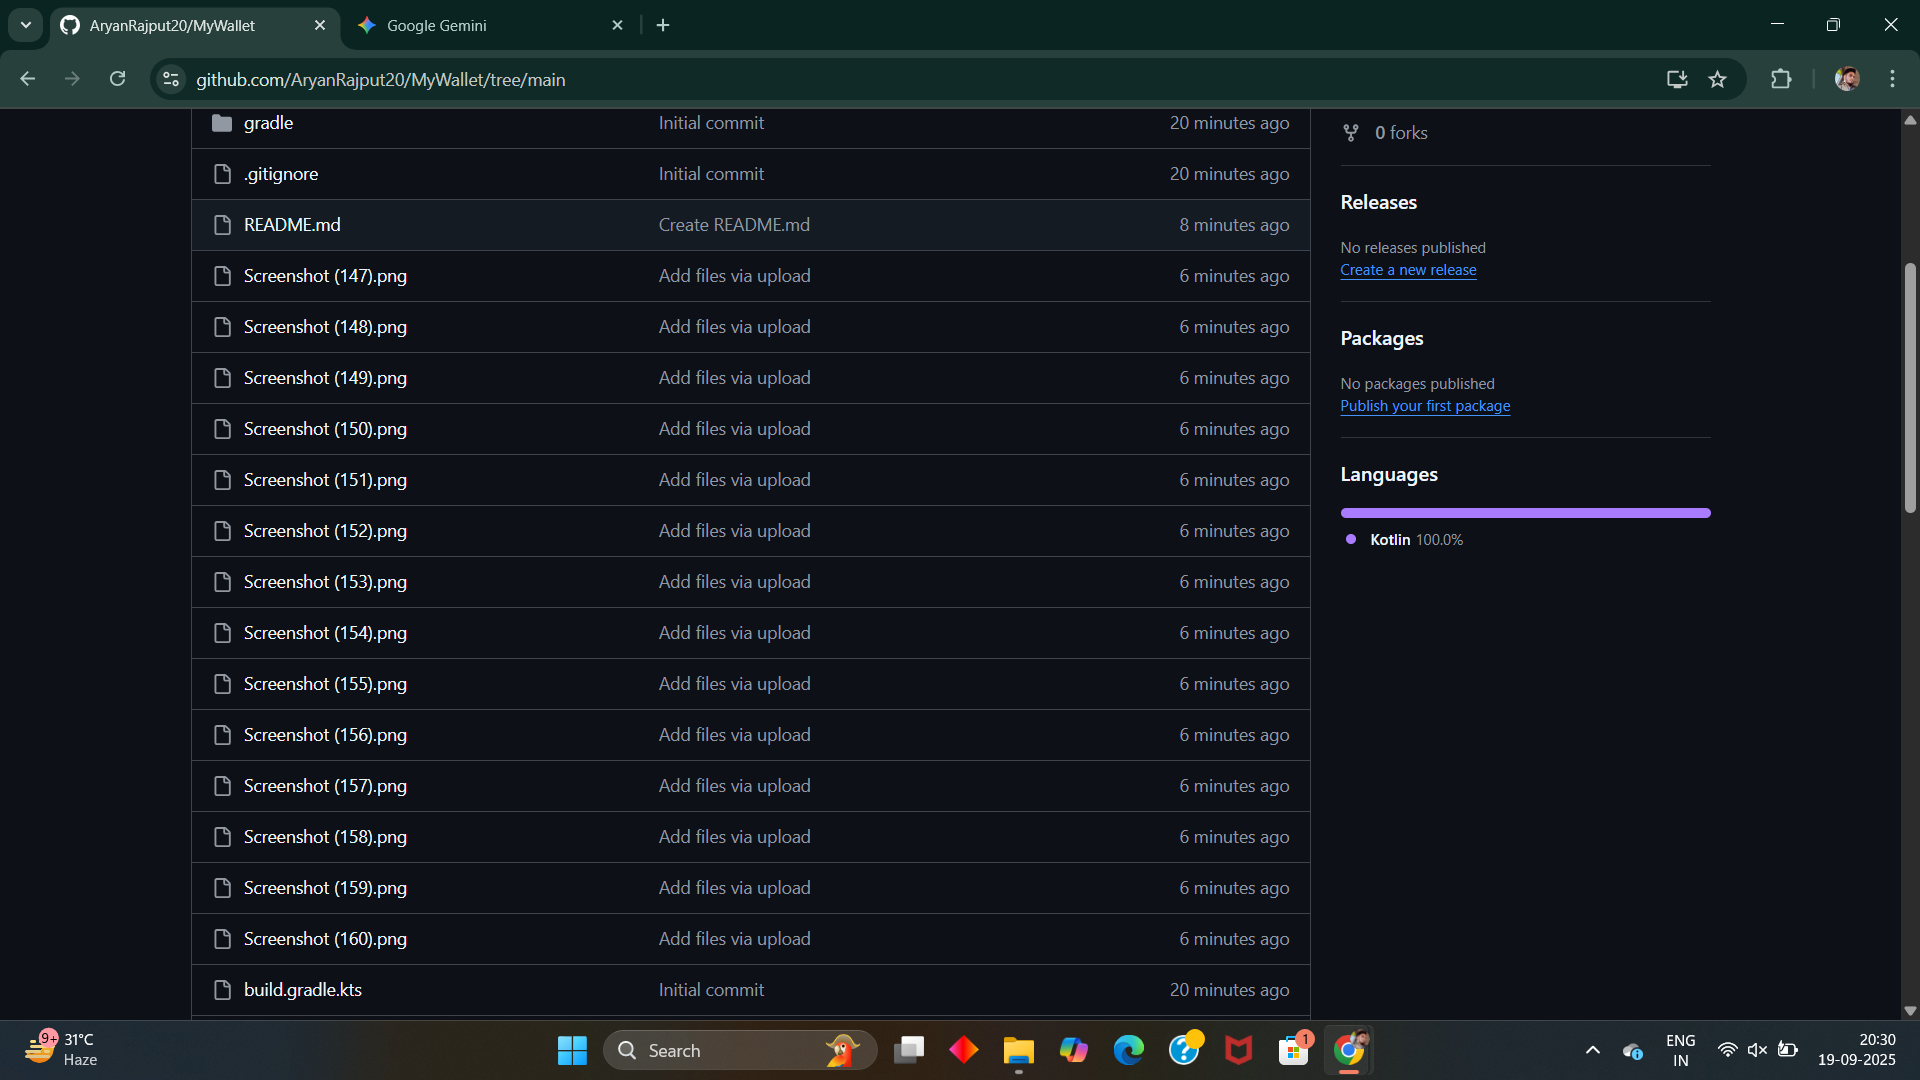 AryanRajput20/MyWallet
Google Gemini
github.com/AryanRajput20/MyWallet/tree/main
gradle Initial commit 20 minutes ago
.gitignore Initial commit 20 minutes ago
README.md Create README.md 8 minutes ago
Screenshot (147).png Add files via upload 6 minutes ago
Screenshot (148).png Add files via upload 6 minutes ago
Screenshot (149).png Add files via upload 6 minutes ago
Screenshot (150).png Add files via upload 6 minutes ago
Screenshot (151).png Add files via upload 6 minutes ago
Screenshot (152).png Add files via upload 6 minutes ago
Screenshot (153).png Add files via upload 6 minutes ago
Screenshot (154).png Add files via upload 6 minutes ago
Screenshot (155).png Add files via upload 6 minutes ago
Screenshot (156).png Add files via upload 6 minutes ago
Screenshot (157).png Add files via upload 6 minutes ago
Screenshot (158).png Add files via upload 6 minutes ago
Screenshot (159).png Add files via upload 6 minutes ago
Screenshot (160).png Add files via upload 6 minutes ago
build.gradle.kts Initial commit 20 minutes ago
0 forks
Releases
No releases published
Create a new release
Packages
No packages published
Publish your first package
Languages
Kotlin 100.0%
9+
31°C
Haze
Search
1
ENG
IN
20:30
19-09-2025